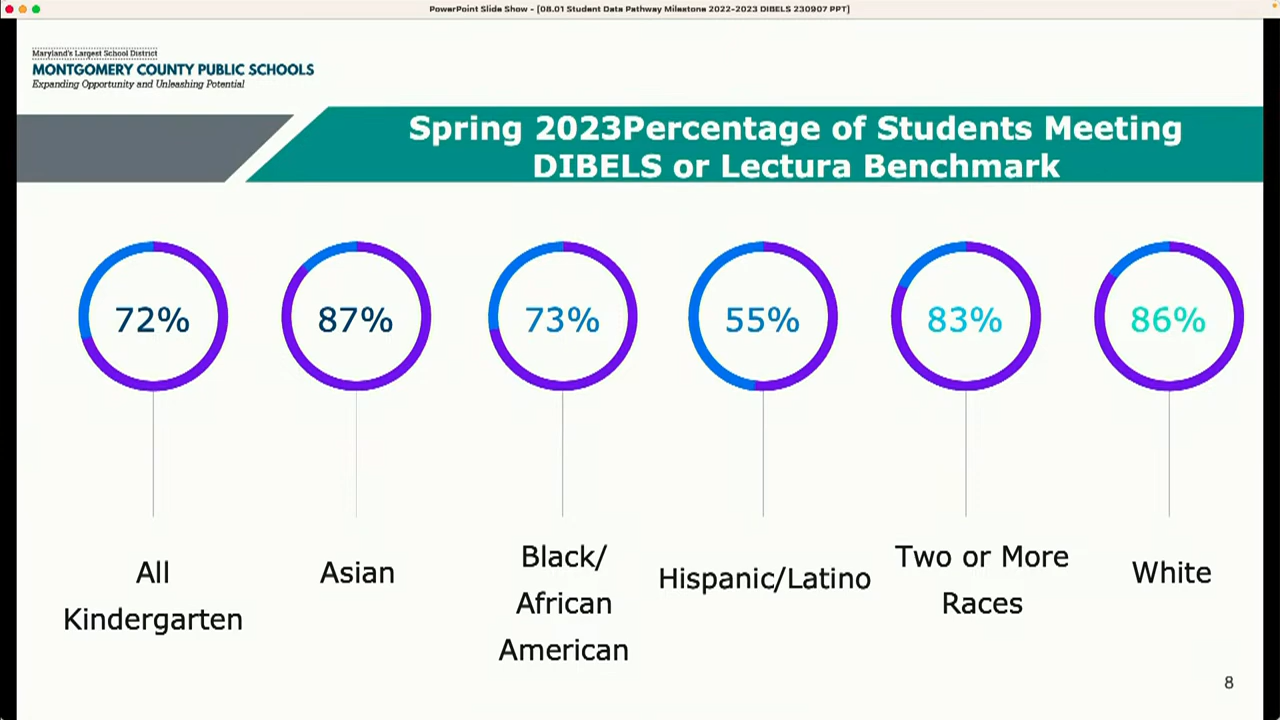 PowerPoint Slide Show - [08.01 Student Data Pathway Milestone 2022-2023 DIBELS 230907 PPT]
Maryland's Largest School District
MONTGOMERY COUNTY PUBLIC SCHOOLS
Expanding Opportunity and Unleashing Potential
Spring 2023Percentage of Students Meeting
DIBELS or Lectura Benchmark
72%
87%
73%
55%
83%
86%
All
Kindergarten
Asian
Black/
African
American
Hispanic/Latino
Two or More
Races
White
8